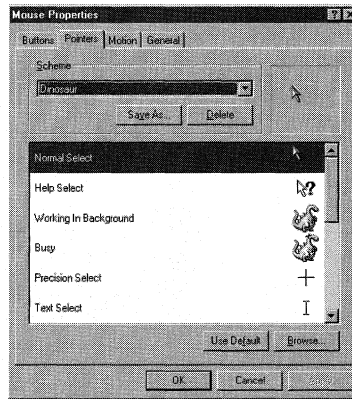 Mouse Properties
Buttons Pointers Motion General
Scheme
Dinosaur
Save As... Delete
Normal Select
Help Select
Working In Background
Busy
Precision Select
Text Select
Use Default Browse...
OK Cancel